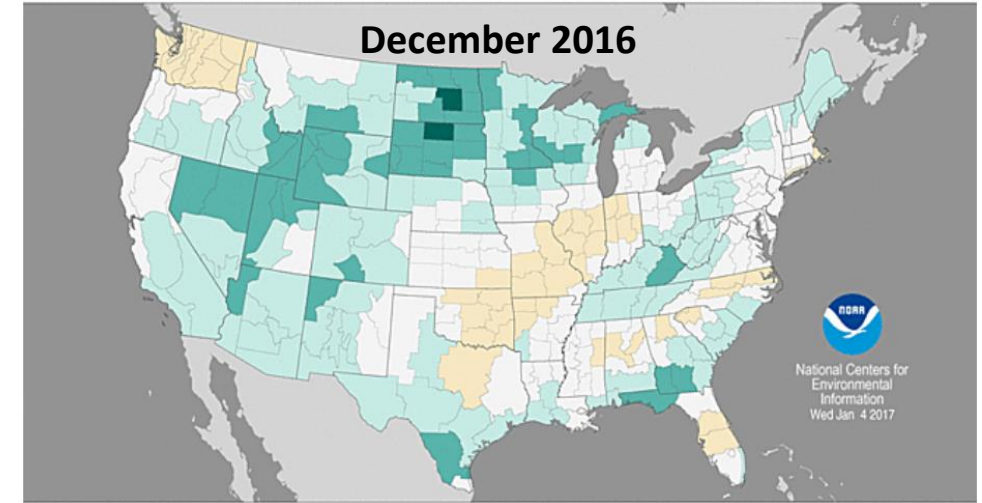 December 2016
NOAA
National Centers for
Environmental
Information
Wed Jan 4 2017